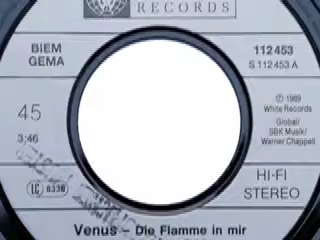 RECORDS
BIEM
GEMA
112 453
S 112 453 A
45
3:46
℗ 1989
White Records
Global/
SBK Musik/
Warner Chappell
LC 0330
HI-FI
STEREO
Venus – Die Flamme in mir